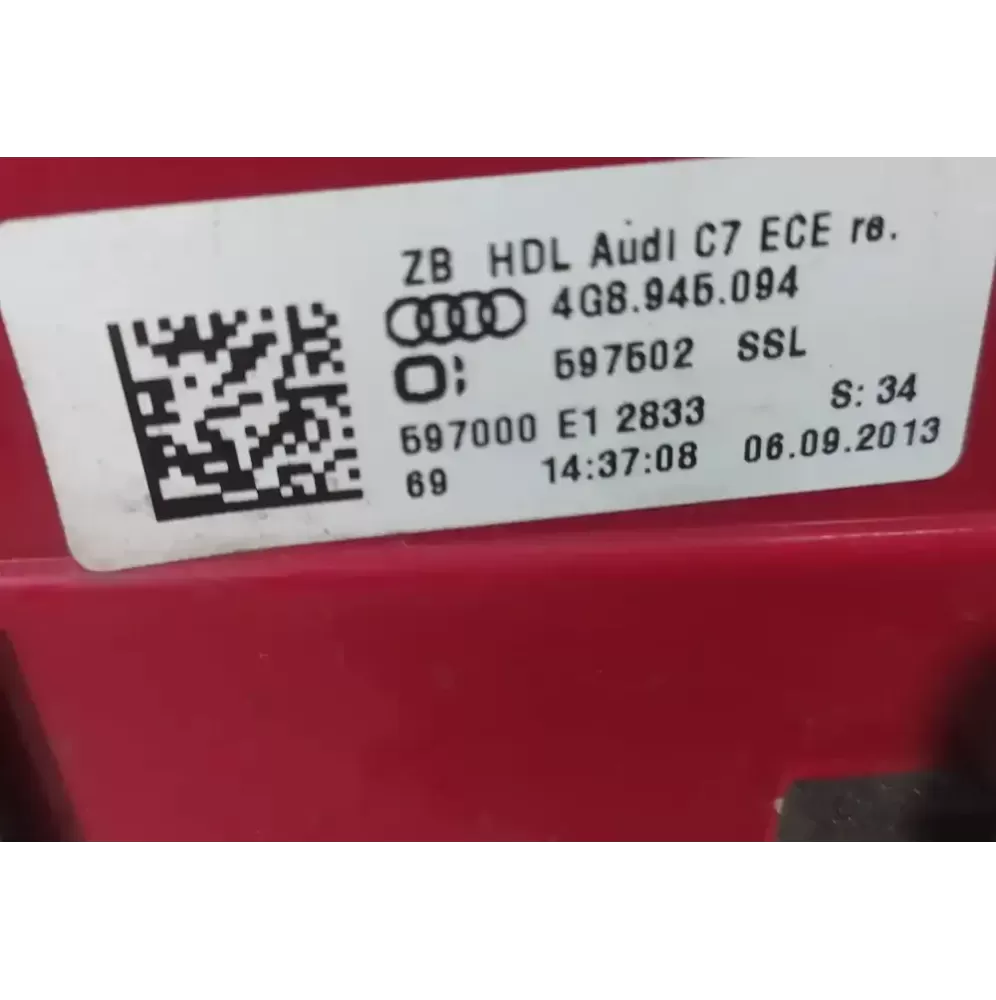 ZB HDL Audi C7 ECE re.
4G8.945.094
597502 SSL
597000 E1 2833 S: 34
69 14:37:08 06.09.2013